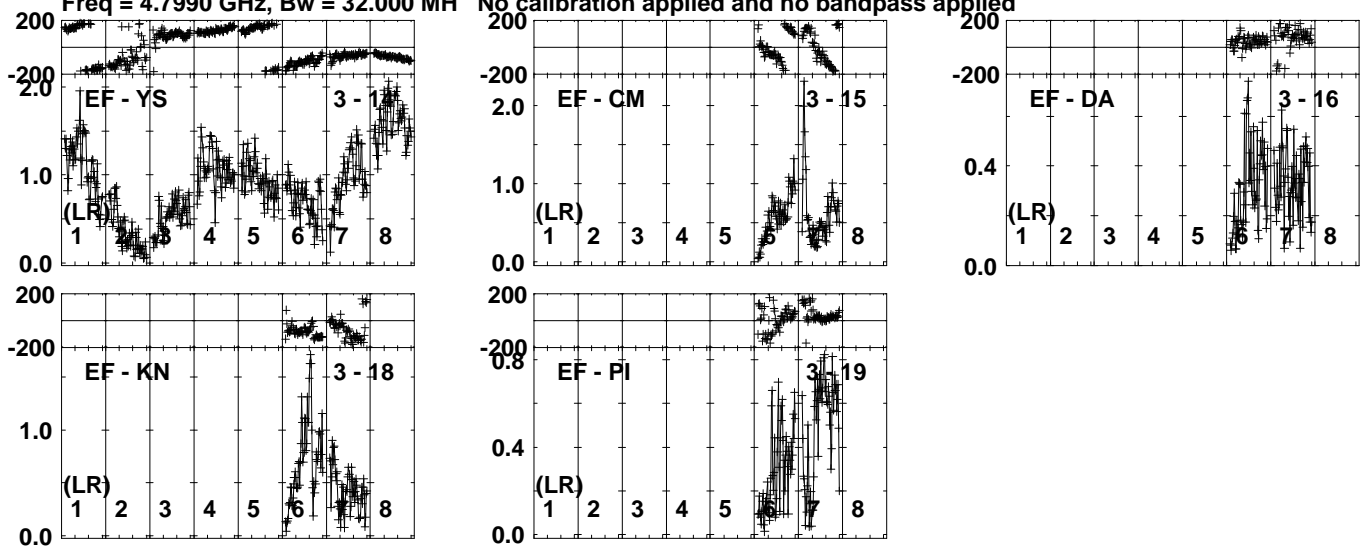 Freq = 4.7990 GHz, Bw = 32.000 MH No calibration applied and no bandpass applied
200
-200
2.0
1.0
0.0
EF - YS
3 - 14
(LR)
1 2 3 4 5 6 7 8
200
-200
2.0
1.0
0.0
EF - CM
3 - 15
(LR)
1 2 3 4 5 6 7 8
200
-200
0.4
0.0
EF - DA
3 - 16
(LR)
1 2 3 4 5 6 7 8
200
-200
1.0
0.0
EF - KN
3 - 18
(LR)
1 2 3 4 5 6 7 8
200
-200
0.8
0.4
0.0
EF - PI
3 - 19
(LR)
1 2 3 4 5 6 7 8